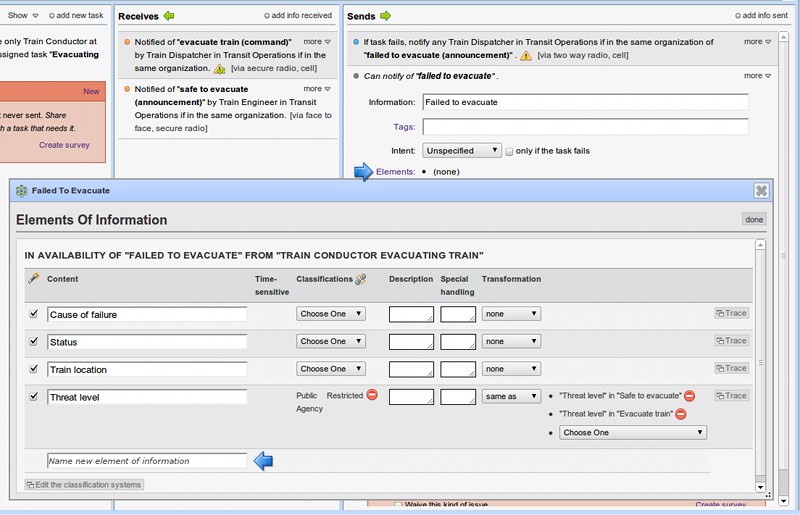 Show
add new task
e only Train Conductor at
ssigned task "Evacuating
New
t never sent. Share
h a task that needs it.
Create survey
Receives
add info received
Notified of "evacuate train (command)"
by Train Dispatcher in Transit Operations if in the
same organization. [via secure radio, cell]
more
Notified of "safe to evacuate
(announcement)" by Train Engineer in Transit
Operations if in the same organization. [via face to
face, secure radio]
more
Sends
add info sent
If task fails, notify any Train Dispatcher in Transit Operations if in the same organization of
"failed to evacuate (announcement)" . [via two way radio, cell]
more
Can notify of "failed to evacuate" .
more
Information: Failed to evacuate
Tags:
Intent: Unspecified only if the task fails
Elements: • (none)
Failed To Evacuate
Elements Of Information
done
IN AVAILABILITY OF "FAILED TO EVACUATE" FROM "TRAIN CONDUCTOR EVACUATING TRAIN"
Content Time-sensitive Classifications Description Special handling Transformation
Cause of failure Choose One none Trace
Status Choose One none Trace
Train location Choose One none Trace
Threat level Public Agency Restricted same as • "Threat level" in "Safe to evacuate" Trace
• "Threat level" in "Evacuate train"
• Choose One
Name new element of information
Edit the classification systems
Waive this kind of issue
Create survey